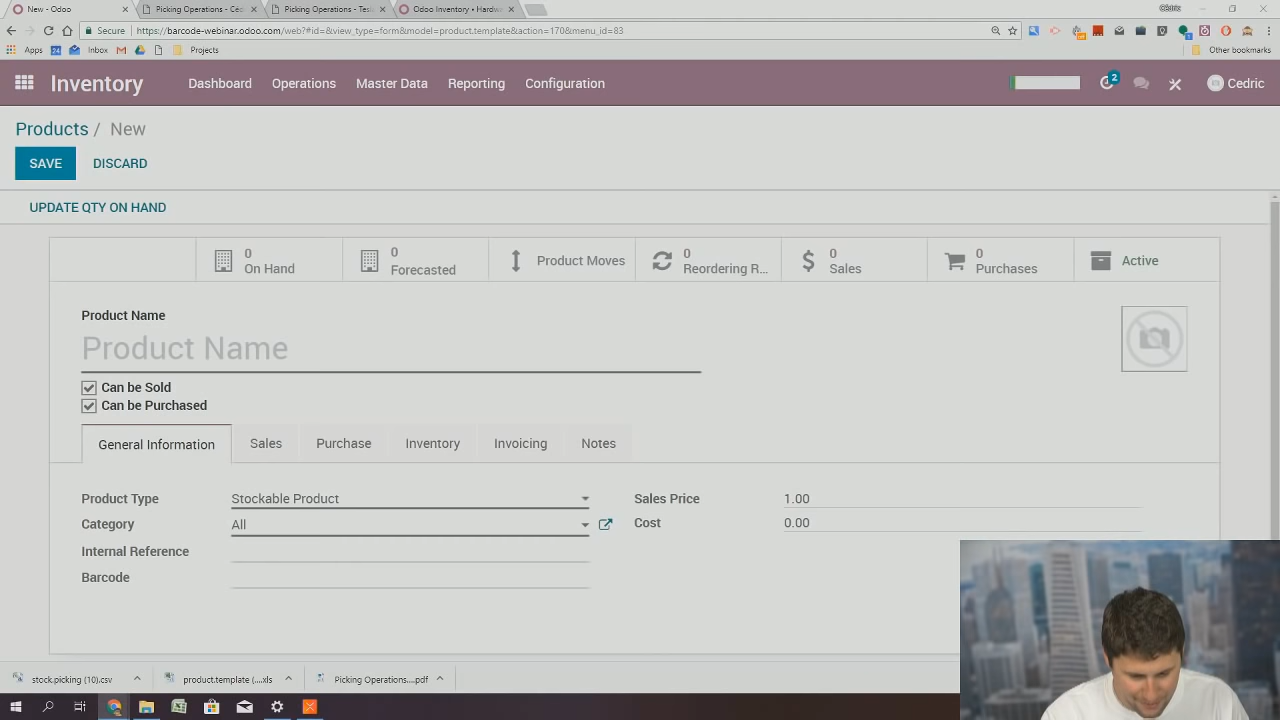 New - Odoo
Picking Operations - Céd
Picking Operations - Tesl
Odoo Inventory • Hardw
Secure
https://barcode-webinar.odoo.com/web?#id=&view_type=form&model=product.template&action=170&menu_id=83
Apps
Inbox
Projects
Other bookmarks
Inventory
Dashboard
Operations
Master Data
Reporting
Configuration
2
Cedric
Products / New
SAVE
DISCARD
UPDATE QTY ON HAND
0
On Hand
0
Forecasted
Product Moves
0
Reordering R...
0
Sales
0
Purchases
Active
Product Name
Product Name
Can be Sold
Can be Purchased
General Information
Sales
Purchase
Inventory
Invoicing
Notes
Product Type
Stockable Product
Sales Price
1.00
Category
All
Cost
0.00
Internal Reference
Barcode
stock.picking (10).csv
product.template (...xls
Picking Operations....pdf